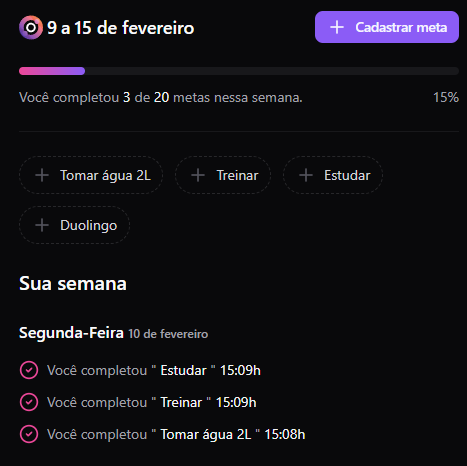 9 a 15 de fevereiro
Cadastrar meta
Você completou 3 de 20 metas nessa semana. 15%
Tomar água 2L Treinar Estudar
Duolingo
Sua semana
Segunda-Feira 10 de fevereiro
Você completou " Estudar " 15:09h
Você completou " Treinar " 15:09h
Você completou " Tomar água 2L " 15:08h